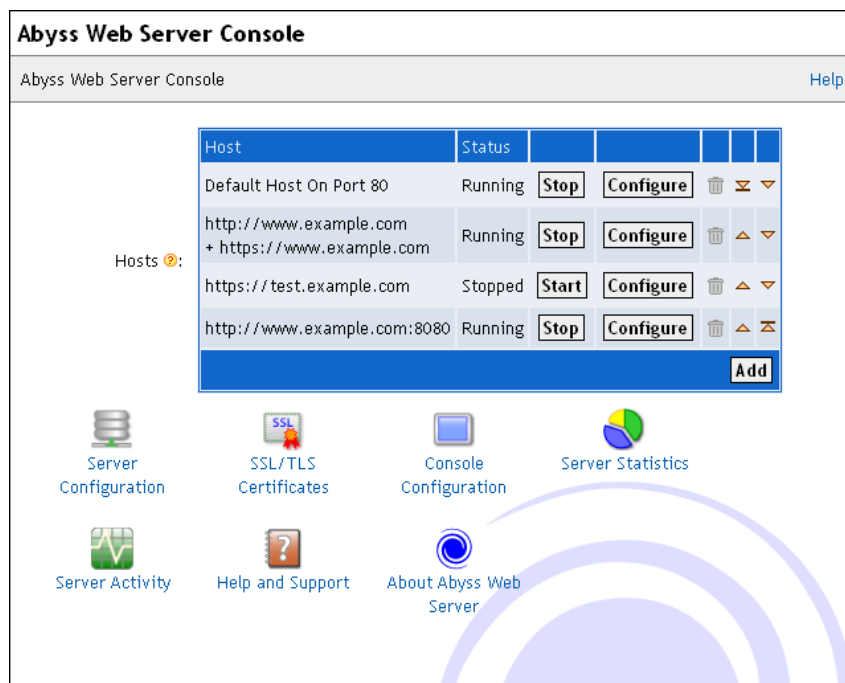 Abyss Web Server Console
Abyss Web Server Console Help
Host Status
Default Host On Port 80 Running Stop Configure
http://www.example.com
+ https://www.example.com Running Stop Configure
Hosts ?:
https://test.example.com Stopped Start Configure
http://www.example.com:8080 Running Stop Configure
Add
SSL
Server Configuration
SSL/TLS Certificates
Console Configuration
Server Statistics
?
Server Activity
Help and Support
About Abyss Web Server